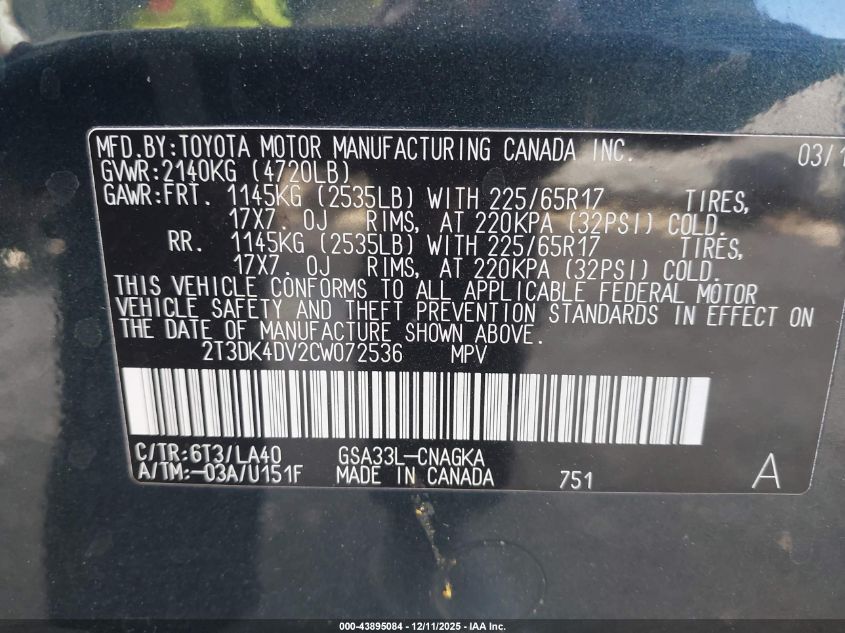 MFD.BY:TOYOTA MOTOR MANUFACTURING CANADA INC. 03/1
GVWR:2140KG (4720LB)
GAWR:FRT. 1145KG (2535LB) WITH 225/65R17 TIRES,
17X7. 0J RIMS, AT 220KPA (32PSI) COLD.
RR. 1145KG (2535LB) WITH 225/65R17 TIRES,
17X7. 0J RIMS, AT 220KPA (32PSI) COLD.
THIS VEHICLE CONFORMS TO ALL APPLICABLE FEDERAL MOTOR
VEHICLE SAFETY AND THEFT PREVENTION STANDARDS IN EFFECT ON
THE DATE OF MANUFACTURE SHOWN ABOVE.
2T3DK4DV2CW072536 MPV
C/TR:6T3/LA40 GSA33L-CNAGKA
A/TM:-03A/U151F MADE IN CANADA 751 A
000-43895084 - 12/11/2025 - IAA Inc.